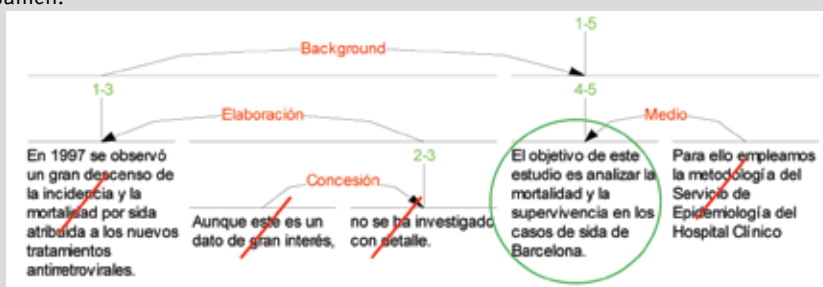 1-5
Background
1-3
4-5
Elaboración
Medio
En 1997 se observó
un gran descenso de
la incidencia y la
mortalidad por sida
atribuida a los nuevos
tratamientos
antirretrovirales.
2-3
Concesión
Aunque este es un
dato de gran interés,
no se ha investigado
con detalle.
El objetivo de este
estudio es analizar la
mortalidad y la
supervivencia en los
casos de sida de
Barcelona.
Para ello empleamos
la metodología del
Servicio de
Epidemiología del
Hospital Clínico